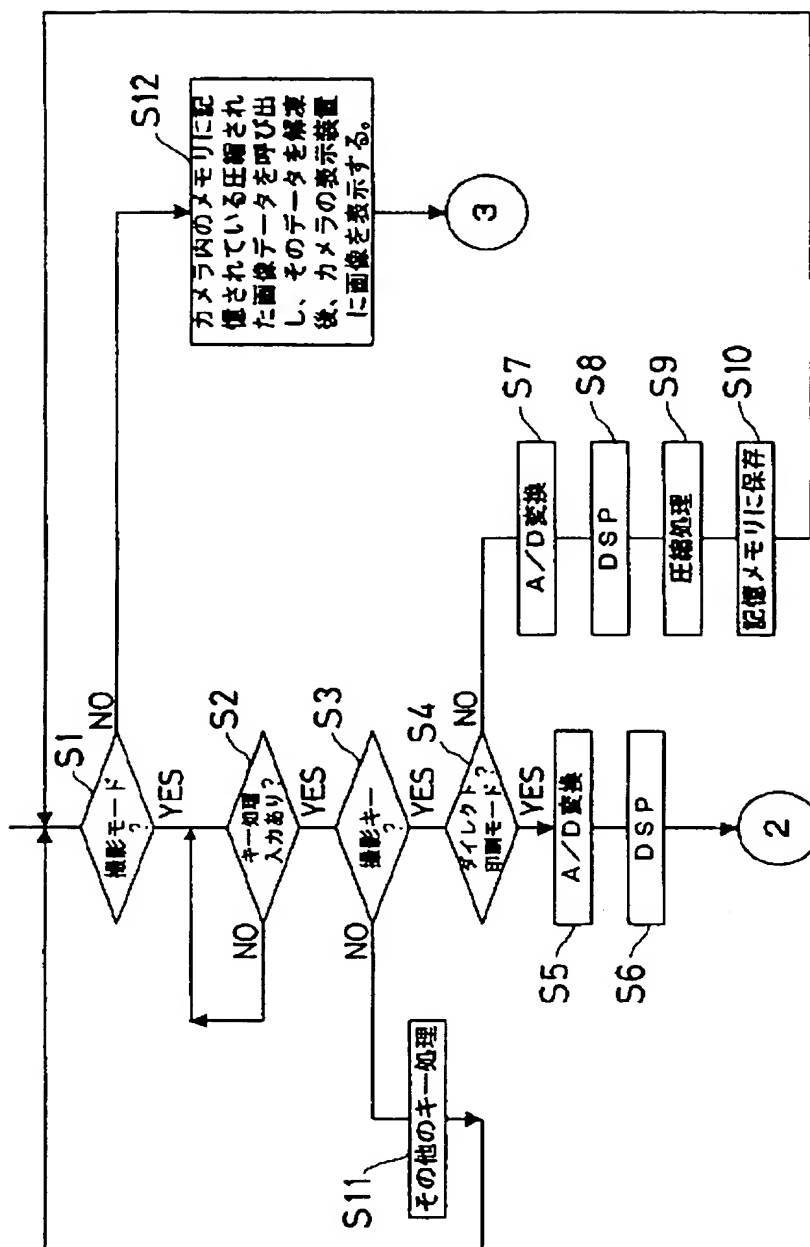 S1
撮影モード
?
NO
YES
S12
カメラ内のメモリに記
憶されている圧縮され
た画像データを呼び出
し、そのデータを解凍
後、カメラの表示装置
に画像を表示する。
3
S2
キー処理
入力あり?
NO
YES
S3
撮影キー
?
NO
YES
S11
その他のキー処理
S4
ダイレクト
印刷モード?
NO
YES
S5
A/D変換
S6
DSP
2
S7
A/D変換
S8
DSP
S9
圧縮処理
S10
記憶メモリに保存